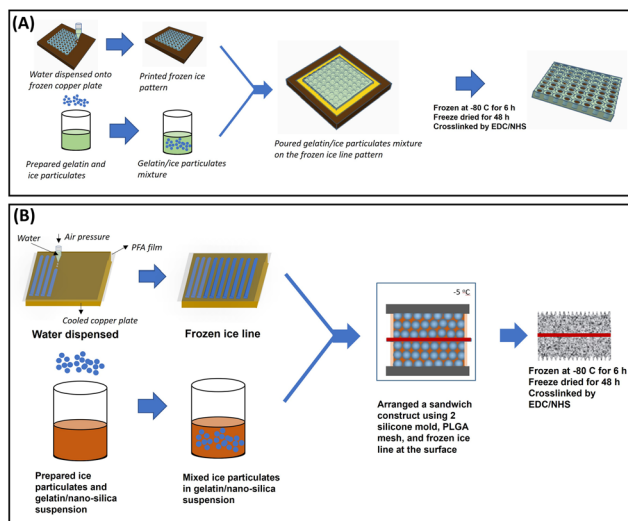 (A)
Water dispensed onto
frozen copper plate
Printed frozen ice
pattern
Prepared gelatin and
ice particulates
Gelatin/ice particulates
mixture
Poured gelatin/ice particulates mixture
on the frozen ice line pattern
Frozen at -80 C for 6 h
Freeze dried for 48 h
Crosslinked by EDC/NHS
(B)
Air pressure
Water
PFA film
Cooled copper plate
Water dispensed
Frozen ice line
Prepared ice
particulates and
gelatin/nano-silica
suspension
Mixed ice particulates
in gelatin/nano-silica
suspension
-5 ºC
Arranged a sandwich
construct using 2
silicone mold, PLGA
mesh, and frozen ice
line at the surface
Frozen at -80 C for 6 h
Freeze dried for 48 h
Crosslinked by
EDC/NHS